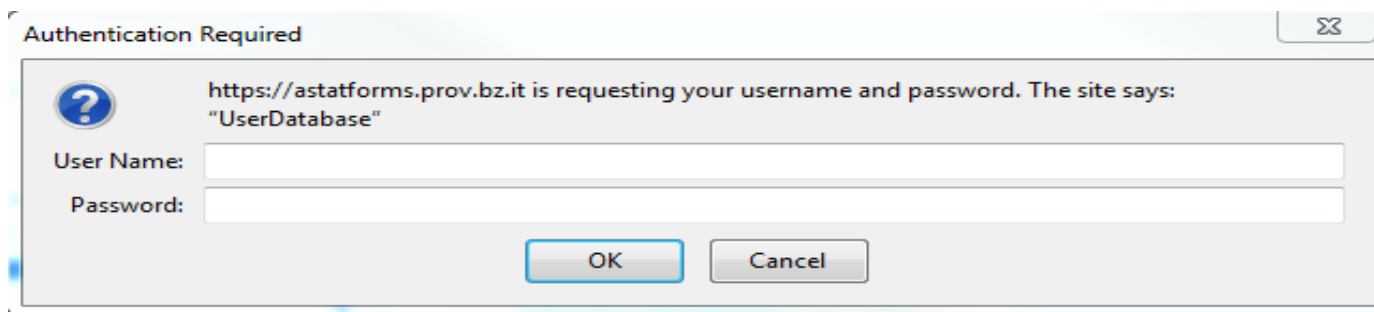 Authentication Required
https://astatforms.prov.bz.it is requesting your username and password. The site says:
"UserDatabase"
User Name:
Password:
OK Cancel